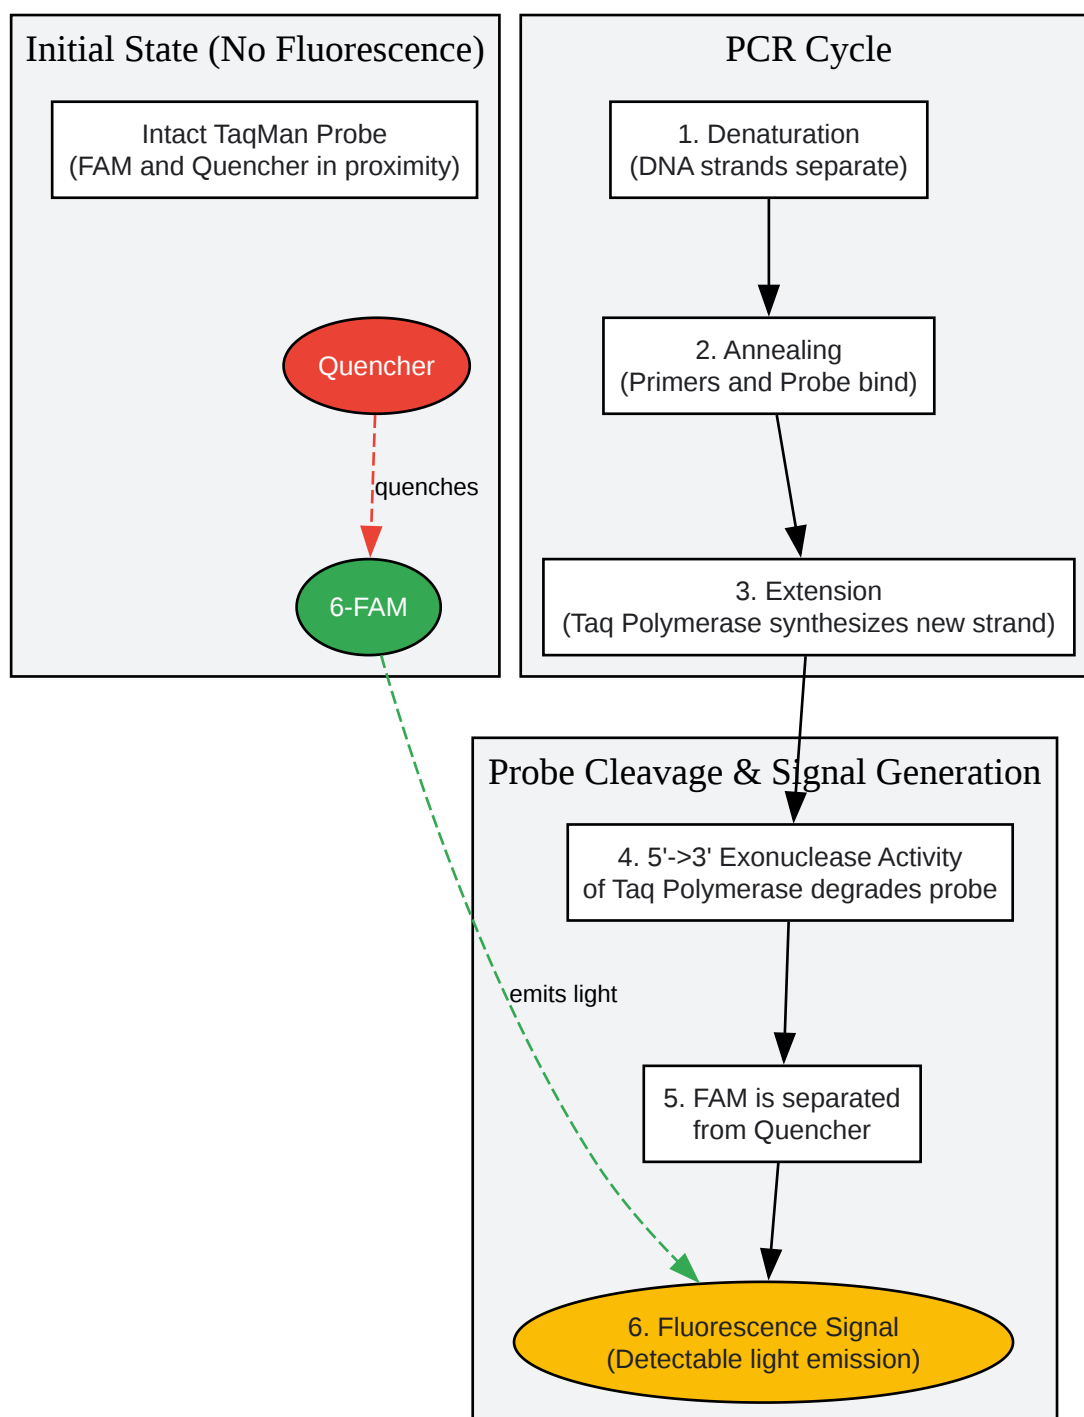 Initial State (No Fluorescence)
Intact TaqMan Probe
(FAM and Quencher in proximity)
Quencher
quenches
6-FAM
emits light
PCR Cycle
1. Denaturation
(DNA strands separate)
2. Annealing
(Primers and Probe bind)
3. Extension
(Taq Polymerase synthesizes new strand)
Probe Cleavage & Signal Generation
4. 5'->3' Exonuclease Activity
of Taq Polymerase degrades probe
5. FAM is separated
from Quencher
6. Fluorescence Signal
(Detectable light emission)